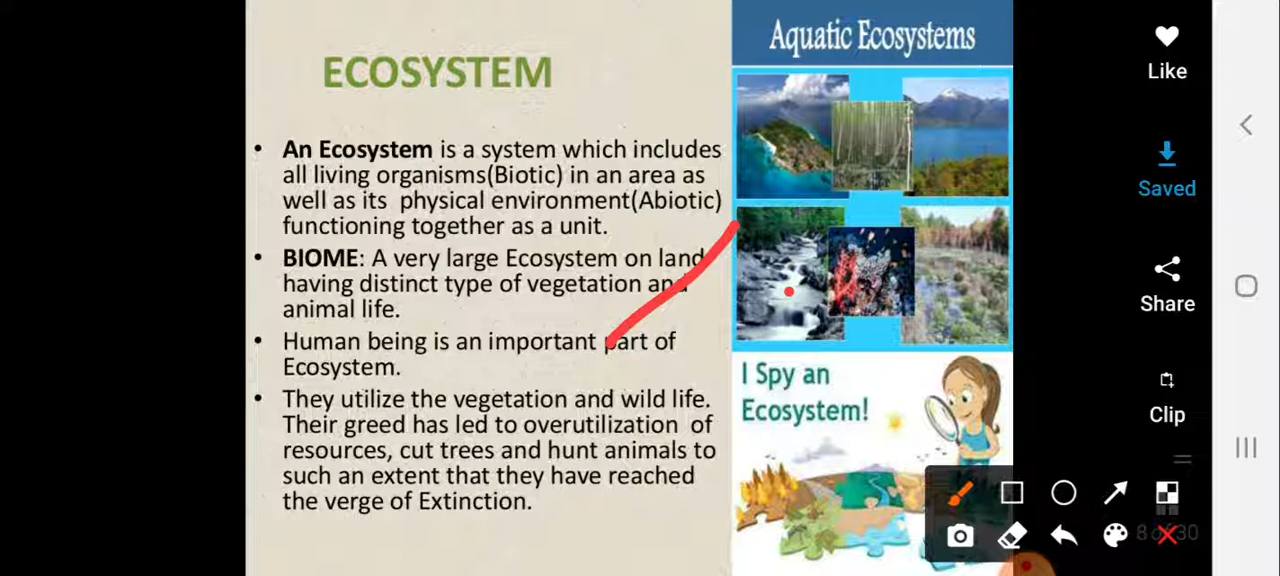 ECOSYSTEM
• An Ecosystem is a system which includes
all living organisms(Biotic) in an area as
well as its physical environment(Abiotic)
functioning together as a unit.
• BIOME: A very large Ecosystem on land
having distinct type of vegetation and
animal life.
• Human being is an important part of
Ecosystem.
• They utilize the vegetation and wild life.
Their greed has led to overutilization of
resources, cut trees and hunt animals to
such an extent that they have reached
the verge of Extinction.
Aquatic Ecosystems
I Spy an
Ecosystem!
Like
Saved
Share
Clip
8 of 30